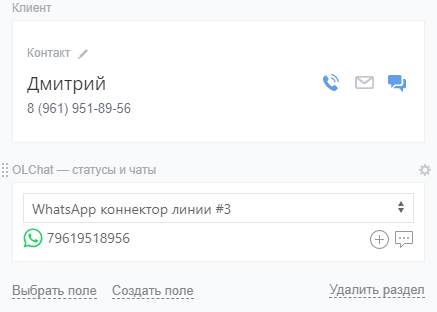 Клиент
Контакт
Дмитрий
8 (961) 951-89-56
OLChat — статусы и чаты
WhatsApp коннектор линии #3
79619518956
Выбрать поле Создать поле Удалить раздел